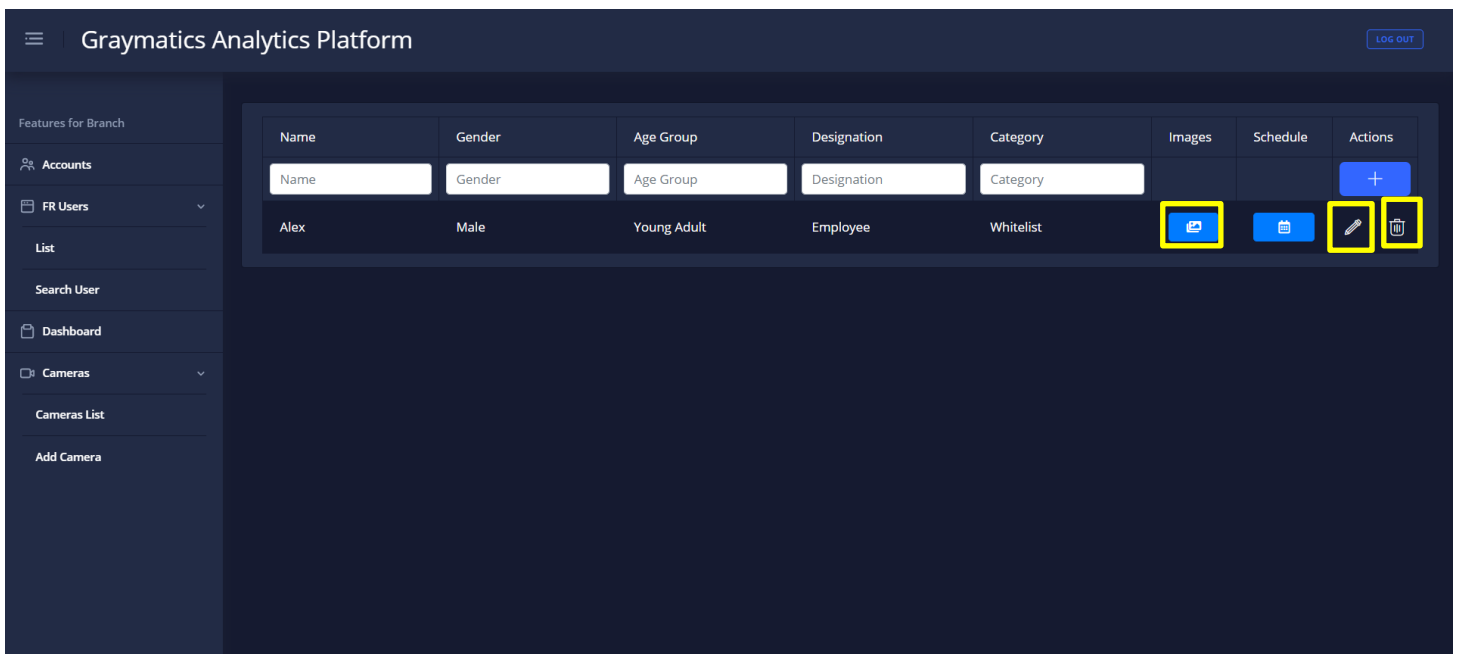 Graymatics Analytics Platform
LOG OUT
Features for Branch
Accounts
FR Users
List
Search User
Dashboard
Cameras
Cameras List
Add Camera
Name Gender Age Group Designation Category Images Schedule Actions
Name Gender Age Group Designation Category
Alex Male Young Adult Employee Whitelist